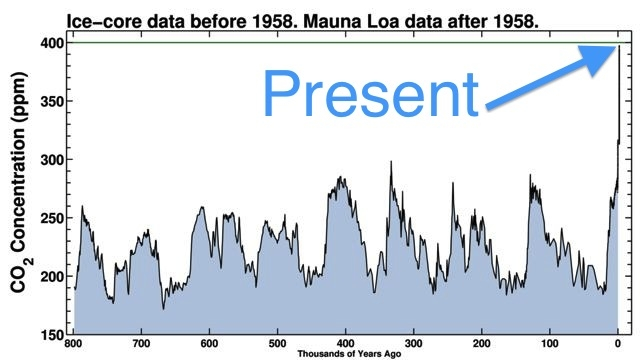 Ice-core data before 1958. Mauna Loa data after 1958.
400
350
300
250
200
150
CO2 Concentration (ppm)
Present
800 700 600 500 400 300 200 100 0
Thousands of Years Ago